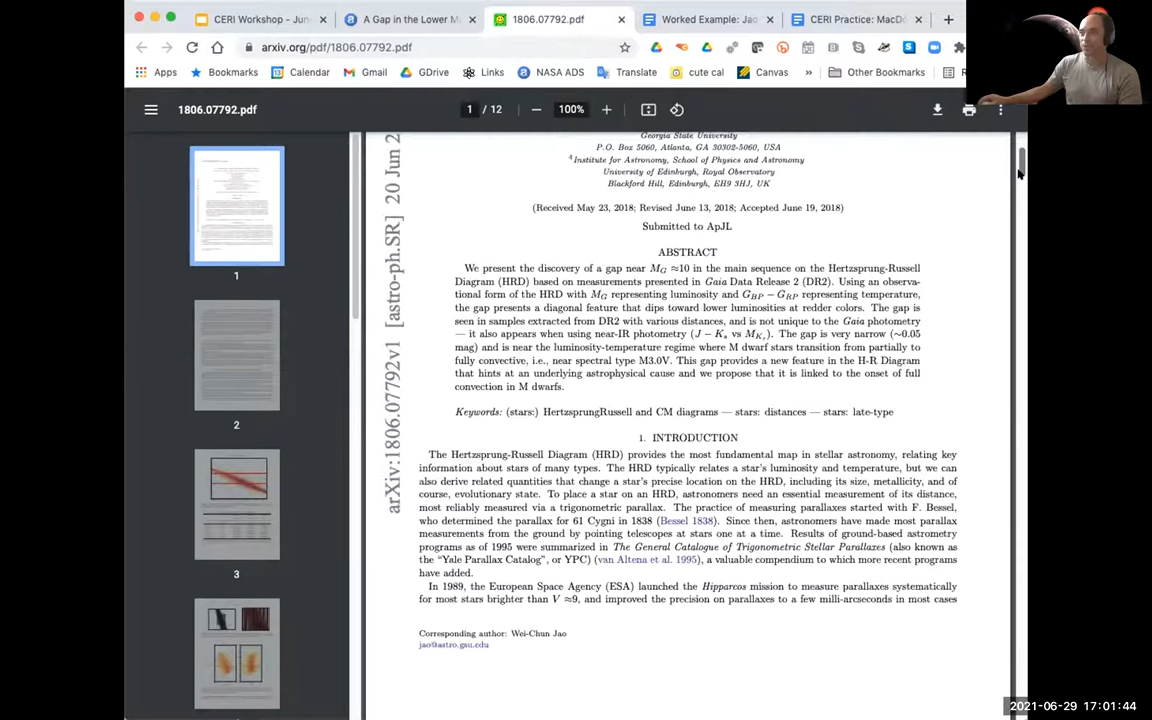 CERI Workshop - Jun
A Gap in the Lower M
1806.07792.pdf
Worked Example: Jao
CERI Practice: MacDo
arxiv.org/pdf/1806.07792.pdf
Apps
Bookmarks
Calendar
Gmail
GDrive
Links
NASA ADS
Translate
cute cal
Canvas
»
Other Bookmarks
1806.07792.pdf
1 / 12
100%
1
2
3
arXiv:1806.07792v1 [astro-ph.SR] 20 Jun 2
Georgia State University
P.O. Box 5060, Atlanta, GA 30302-5060, USA
4 Institute for Astronomy, School of Physics and Astronomy
University of Edinburgh, Royal Observatory
Blackford Hill, Edinburgh, EH9 3HJ, UK
(Received May 23, 2018; Revised June 13, 2018; Accepted June 19, 2018)
Submitted to ApJL
ABSTRACT
We present the discovery of a gap near M_G ≈10 in the main sequence on the Hertzsprung-Russell
Diagram (HRD) based on measurements presented in Gaia Data Release 2 (DR2). Using an observa-
tional form of the HRD with M_G representing luminosity and G_BP − G_RP representing temperature,
the gap presents a diagonal feature that dips toward lower luminosities at redder colors. The gap is
seen in samples extracted from DR2 with various distances, and is not unique to the Gaia photometry
— it also appears when using near-IR photometry (J − K_s vs M_K_s). The gap is very narrow (∼0.05
mag) and is near the luminosity-temperature regime where M dwarf stars transition from partially to
fully convective, i.e., near spectral type M3.0V. This gap provides a new feature in the H-R Diagram
that hints at an underlying astrophysical cause and we propose that it is linked to the onset of full
convection in M dwarfs.
Keywords: (stars:) HertzsprungRussell and CM diagrams — stars: distances — stars: late-type
1. INTRODUCTION
The Hertzsprung-Russell Diagram (HRD) provides the most fundamental map in stellar astronomy, relating key
information about stars of many types. The HRD typically relates a star's luminosity and temperature, but we can
also derive related quantities that change a star's precise location on the HRD, including its size, metallicity, and of
course, evolutionary state. To place a star on an HRD, astronomers need an essential measurement of its distance,
most reliably measured via a trigonometric parallax. The practice of measuring parallaxes started with F. Bessel,
who determined the parallax for 61 Cygni in 1838 (Bessel 1838). Since then, astronomers have made most parallax
measurements from the ground by pointing telescopes at stars one at a time. Results of ground-based astrometry
programs as of 1995 were summarized in The General Catalogue of Trigonometric Stellar Parallaxes (also known as
the "Yale Parallax Catalog", or YPC) (van Altena et al. 1995), a valuable compendium to which more recent programs
have added.
In 1989, the European Space Agency (ESA) launched the Hipparcos mission to measure parallaxes systematically
for most stars brighter than V ≈9, and improved the precision on parallaxes to a few milli-arcseconds in most cases
Corresponding author: Wei-Chun Jao
jao@astro.gsu.edu
2021-06-29 17:01:44